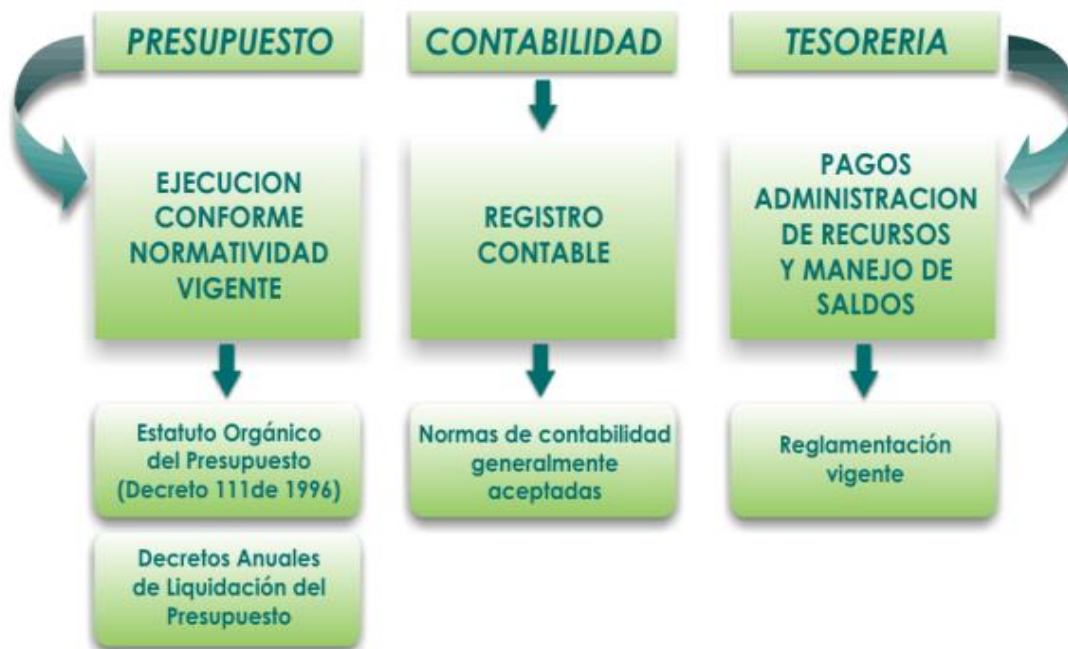 PRESUPUESTO
EJECUCION
CONFORME
NORMATIVIDAD
VIGENTE
Estatuto Orgánico
del Presupuesto
(Decreto 111de 1996)
Decretos Anuales
de Liquidación del
Presupuesto
CONTABILIDAD
REGISTRO
CONTABLE
Normas de contabilidad
generalmente
aceptadas
TESORERIA
PAGOS
ADMINISTRACION
DE RECURSOS
Y MANEJO DE
SALDOS
Reglamentación
vigente